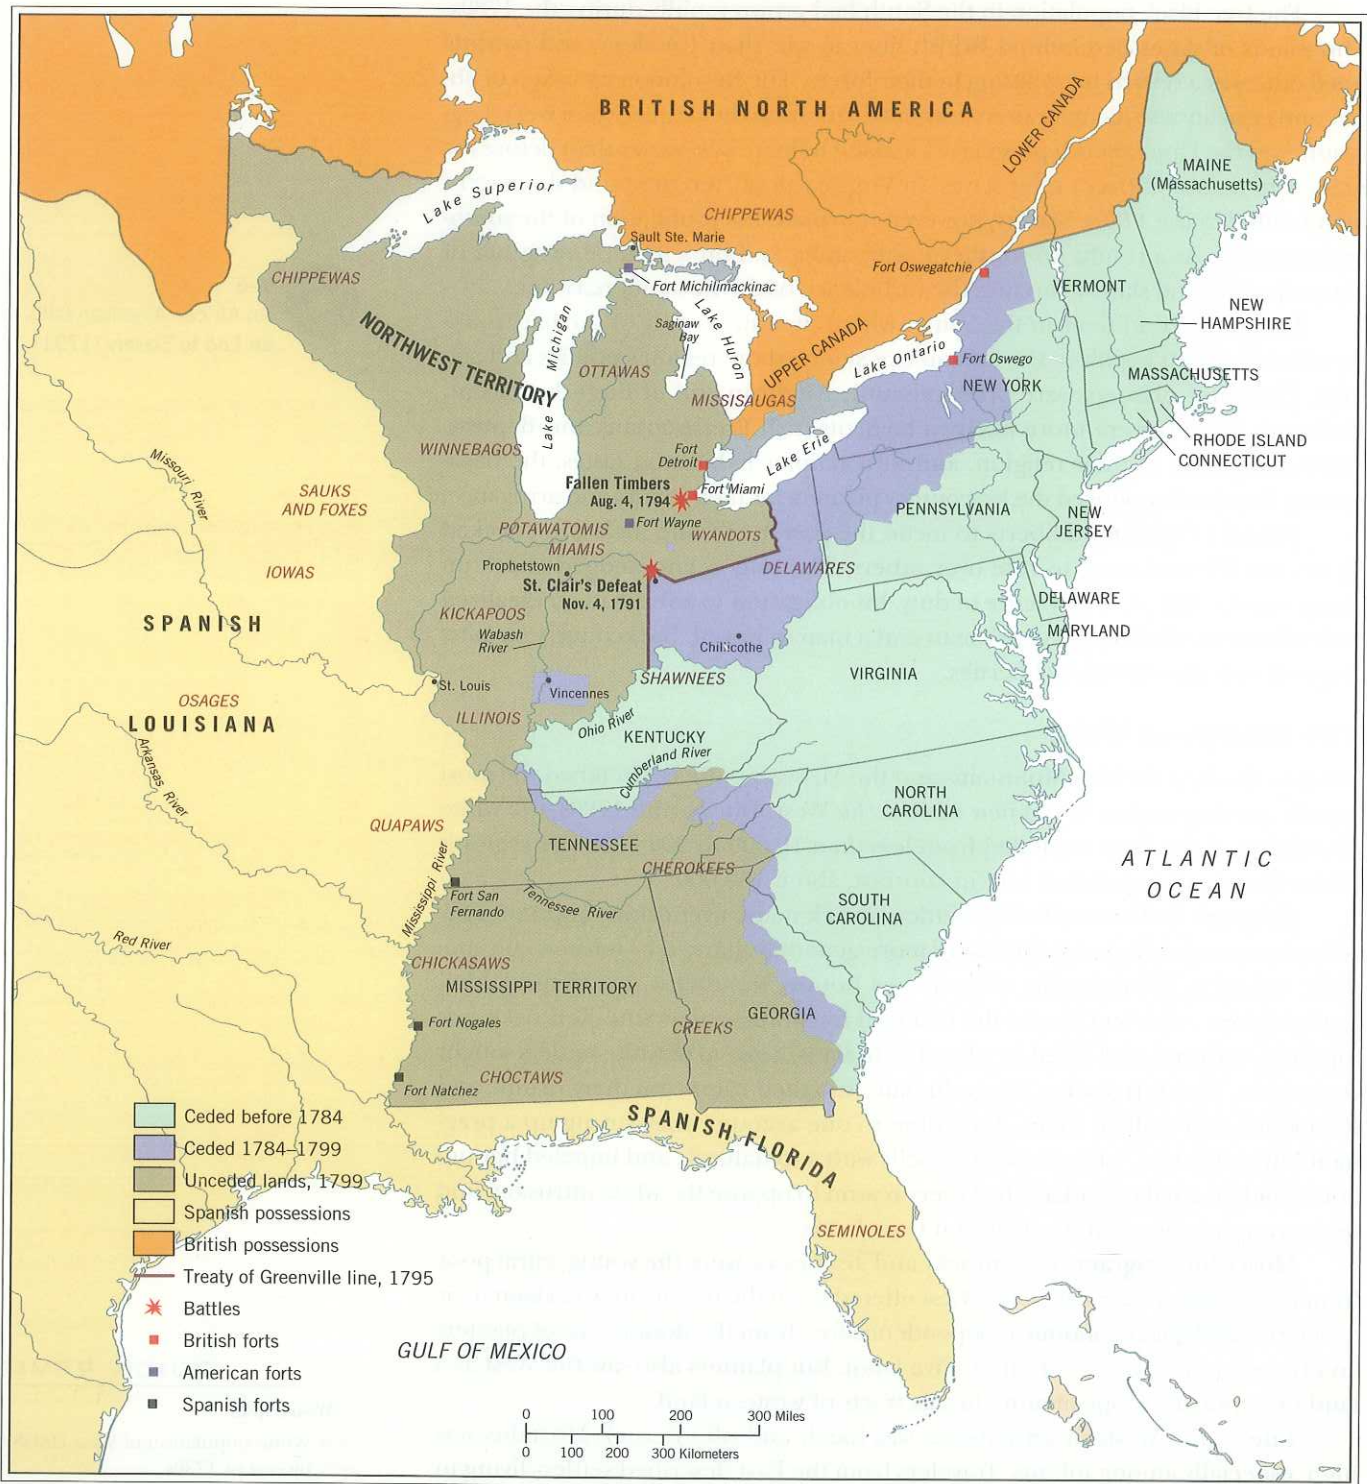 BRITISH NORTH AMERICA
LOWER CANADA
MAINE
(Massachusetts)
Lake Superior
CHIPPEWAS
Sault Ste. Marie
Fort Oswegatchie
CHIPPEWAS
Fort Michilimackinac
VERMONT
NEW
HAMPSHIRE
NORTHWEST TERRITORY
Lake Michigan
Saginaw
Bay
Lake Huron
UPPER CANADA
Lake Ontario
Fort Oswego
OTTAWAS
NEW YORK
MASSACHUSETTS
MISSISAUGAS
RHODE ISLAND
CONNECTICUT
WINNEBAGOS
Fort
Detroit
Lake Erie
Missouri River
Fallen Timbers
Aug. 4, 1794
Fort Miami
SAUKS
AND FOXES
PENNSYLVANIA
NEW
JERSEY
POTAWATOMIS
Fort Wayne
WYANDOTS
MIAMIS
IOWAS
Prophetstown
DELAWARES
St. Clair's Defeat
Nov. 4, 1791
DELAWARE
KICKAPOOS
MARYLAND
SPANISH
Wabash
River
Chillicothe
VIRGINIA
St. Louis
Vincennes
SHAWNEES
OSAGES
LOUISIANA
ILLINOIS
Ohio River
KENTUCKY
Cumberland River
Arkansas River
NORTH
CAROLINA
QUAPAWS
TENNESSEE
CHEROKEES
ATLANTIC
OCEAN
Mississippi River
Fort San
Fernando
Tennessee River
SOUTH
CAROLINA
Red River
CHICKASAWS
MISSISSIPPI TERRITORY
GEORGIA
Fort Nogales
CREEKS
CHOCTAWS
Fort Natchez
SPANISH FLORIDA
SEMINOLES
Ceded before 1784
Ceded 1784–1799
Unceded lands, 1799
Spanish possessions
British possessions
Treaty of Greenville line, 1795
Battles
British forts
American forts
Spanish forts
GULF OF MEXICO
0 100 200 300 Miles
0 100 200 300 Kilometers